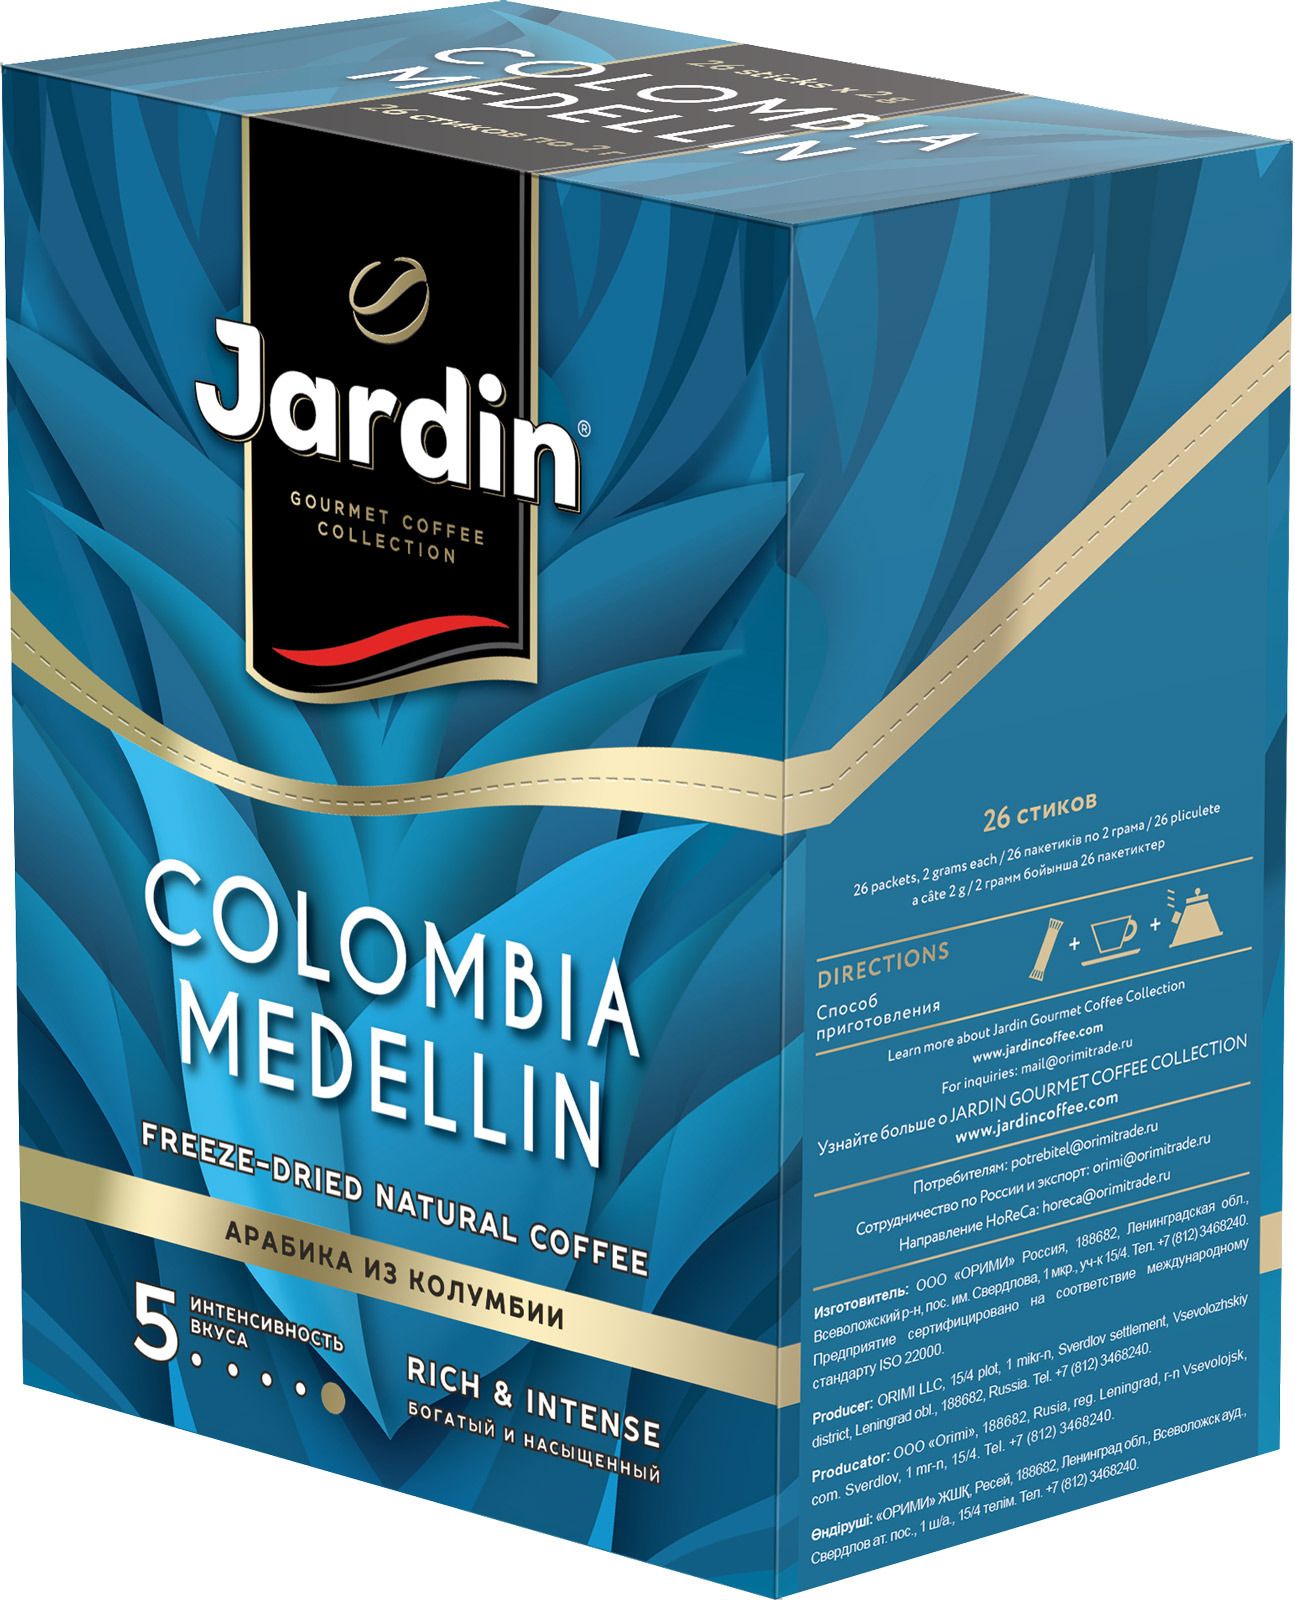 COLOMBIA
MEDELLIN
26 sticks x 2 g
26 стиков по 2 г
Jardin®
GOURMET COFFEE
COLLECTION
COLOMBIA
MEDELLIN
FREEZE-DRIED NATURAL COFFEE
АРАБИКА ИЗ КОЛУМБИИ
5 ИНТЕНСИВНОСТЬ
ВКУСА
RICH & INTENSE
БОГАТЫЙ И НАСЫЩЕННЫЙ
26 стиков
26 packets, 2 grams each / 26 пакетиків по 2 грама / 26 pliculete
a câte 2 g / 2 грамм бойынша 26 пакетиктер
DIRECTIONS
Способ
приготовления
+ +
Learn more about Jardin Gourmet Coffee Collection
www.jardincoffee.com
For inquiries: mail@orimitrade.ru
Узнайте больше о JARDIN GOURMET COFFEE COLLECTION
www.jardincoffee.com
Потребителям: potrebitel@orimitrade.ru
Сотрудничество по России и экспорт: orimi@orimitrade.ru
Направление HoReCa: horeca@orimitrade.ru
Изготовитель: ООО «ОРИМИ» Россия, 188682, Ленинградская обл.,
Всеволожский р-н, пос. им. Свердлова, 1 мкр., уч-к 15/4. Тел. +7 (812) 3468240.
Предприятие сертифицировано на соответствие международному
стандарту ISO 22000.
Producer: ORIMI LLC, 15/4 plot, 1 mikr-n, Sverdlov settlement, Vsevolozhskiy
district, Leningrad obl., 188682, Russia. Tel. +7 (812) 3468240.
Producator: OOO «Orimi», 188682, Rusia, reg. Leningrad, r-n Vsevolojsk,
com. Sverdlov, 1 mr-n, 15/4. Tel. +7 (812) 3468240.
Өндіруші: «ОРИМИ» ЖШҚ, Ресей, 188682, Ленинград обл., Всеволожск ауд.,
Свердлов ат. пос., 1 ш/а., 15/4 телім. Тел. +7 (812) 3468240.